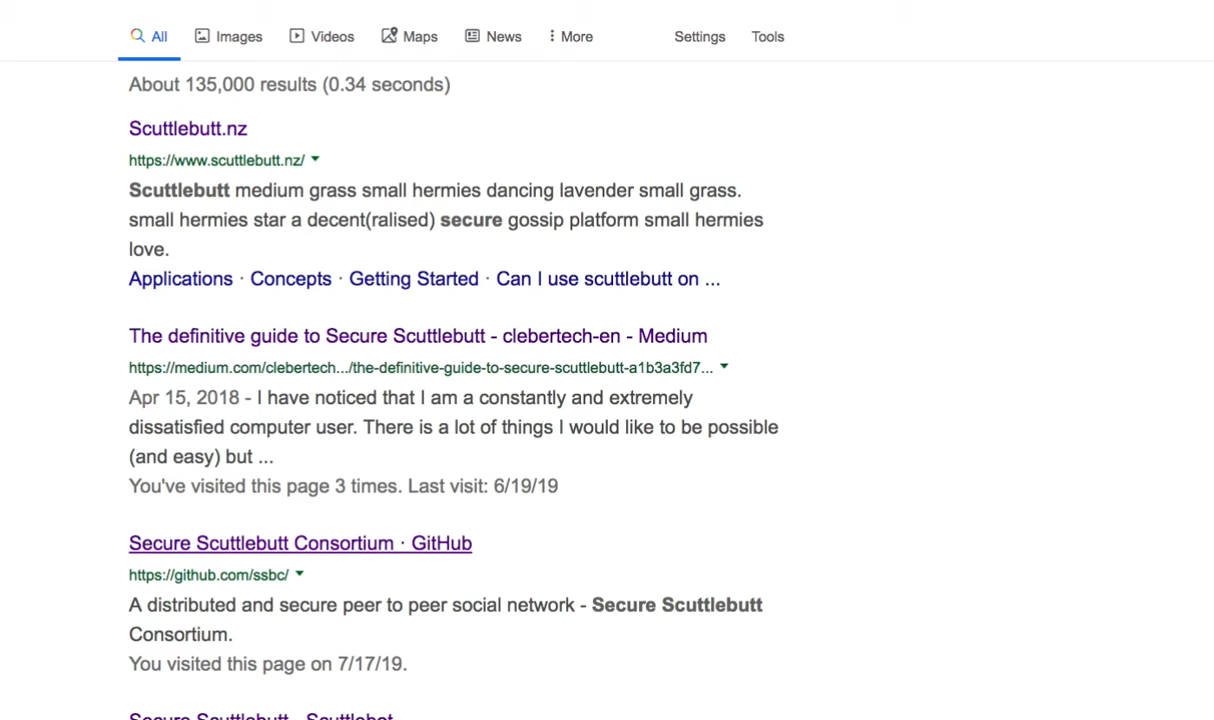 All Images Videos Maps News More Settings Tools
About 135,000 results (0.34 seconds)
Scuttlebutt.nz
https://www.scuttlebutt.nz/
Scuttlebutt medium grass small hermies dancing lavender small grass.
small hermies star a decent(ralised) secure gossip platform small hermies
love.
Applications · Concepts · Getting Started · Can I use scuttlebutt on ...
The definitive guide to Secure Scuttlebutt - clebertech-en - Medium
https://medium.com/clebertech.../the-definitive-guide-to-secure-scuttlebutt-a1b3a3fd7...
Apr 15, 2018 - I have noticed that I am a constantly and extremely
dissatisfied computer user. There is a lot of things I would like to be possible
(and easy) but ...
You've visited this page 3 times. Last visit: 6/19/19
Secure Scuttlebutt Consortium · GitHub
https://github.com/ssbc/
A distributed and secure peer to peer social network - Secure Scuttlebutt
Consortium.
You visited this page on 7/17/19.
Secure Scuttlebutt - Scuttlebot